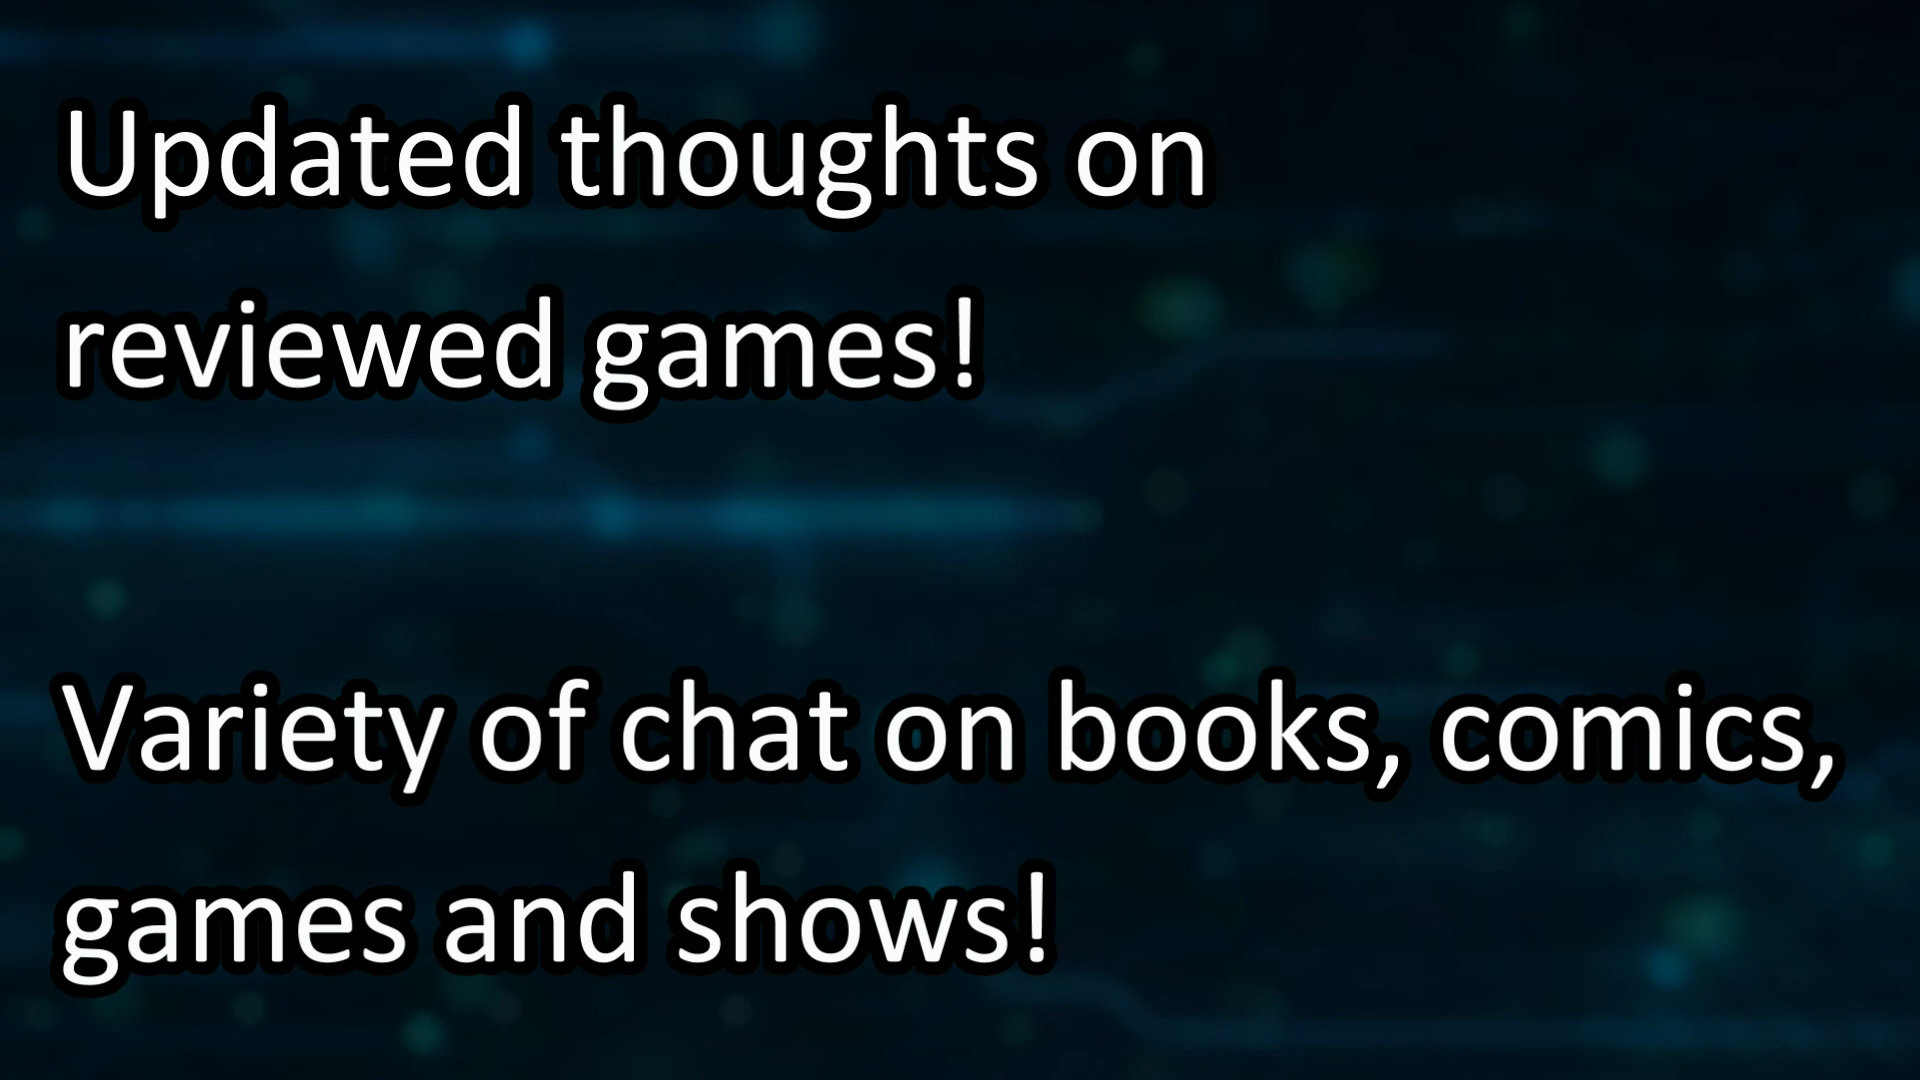 Updated thoughts on
reviewed games!
Variety of chat on books, comics,
games and shows!